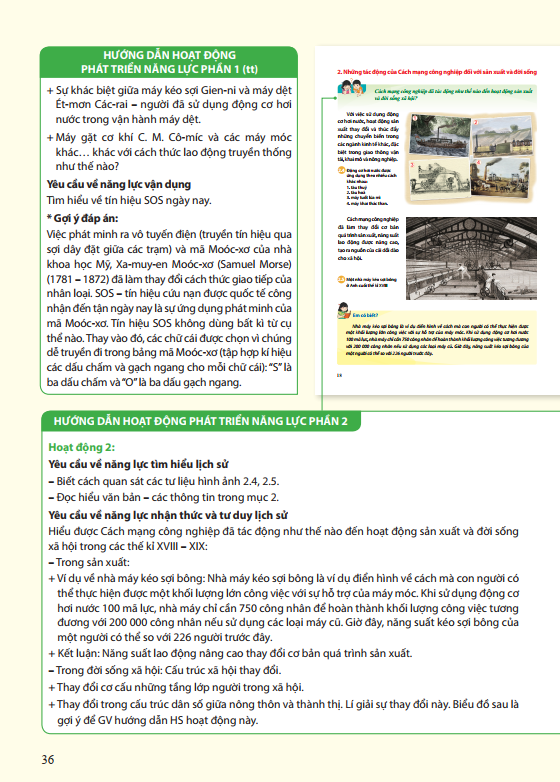 HƯỚNG DẪN HOẠT ĐỘNG
PHÁT TRIỂN NĂNG LỰC PHẦN 1 (tt)
+ Sự khác biệt giữa máy kéo sợi Gien-ni và máy dệt
Ét-mơn Các-rai – người đã sử dụng động cơ hơi
nước trong vận hành máy dệt.
+ Máy gặt cơ khí C. M. Cô-míc và các máy móc
khác… khác với cách thức lao động truyền thống
như thế nào?
Yêu cầu về năng lực vận dụng
Tìm hiểu về tín hiệu SOS ngày nay.
* Gợi ý đáp án:
Việc phát minh ra vô tuyến điện (truyền tín hiệu qua
sợi dây đặt giữa các trạm) và mã Moóc-xơ của nhà
khoa học Mỹ, Xa-muy-en Moóc-xơ (Samuel Morse)
(1781 – 1872) đã làm thay đổi cách thức giao tiếp của
nhân loại. SOS – tín hiệu cứu nạn được quốc tế công
nhận đến tận ngày nay là sự ứng dụng phát minh của
mã Moóc-xơ. Tín hiệu SOS không dùng bất kì từ cụ
thể nào. Thay vào đó, các chữ cái được chọn vì chúng
dễ truyền đi trong bảng mã Moóc-xơ (tập hợp kí hiệu
các dấu chấm và gạch ngang cho mỗi chữ cái): “S” là
ba dấu chấm và “O” là ba dấu gạch ngang.
2. Những tác động của Cách mạng công nghiệp đối với sản xuất và đời sống
Cách mạng công nghiệp đã tác động như thế nào đến hoạt động sản xuất
và đời sống xã hội?
Với việc sử dụng động
cơ hơi nước, hoạt động sản
xuất thay đổi và thúc đẩy
những chuyển biến trong
các ngành kinh tế khác, đặc
biệt trong giao thông vận
tải, khai mỏ và nông nghiệp.
Động cơ hơi nước được
ứng dụng theo nhiều cách
khác nhau:
1. tàu thuỷ
2. tàu hoả
3. máy tuốt lúa mì
4. máy khai thác than.
Cách mạng công nghiệp
đã làm thay đổi cơ bản
quá trình sản xuất, năng suất
lao động được nâng cao,
tạo ra nguồn của cải dồi dào
cho xã hội.
Một nhà máy kéo sợi bông
ở Anh cuối thế kỉ XVIII
Em có biết?
Nhà máy kéo sợi bông là ví dụ điển hình về cách mà con người có thể thực hiện được
một khối lượng lớn công việc với sự hỗ trợ của máy móc. Khi sử dụng động cơ hơi nước
100 mã lực, nhà máy chỉ cần 750 công nhân để hoàn thành khối lượng công việc tương đương
với 200 000 công nhân nếu sử dụng các loại máy cũ. Giờ đây, năng suất kéo sợi bông của
một người có thể so với 226 người trước đây.
HƯỚNG DẪN HOẠT ĐỘNG PHÁT TRIỂN NĂNG LỰC PHẦN 2
Hoạt động 2:
Yêu cầu về năng lực tìm hiểu lịch sử
– Biết cách quan sát các tư liệu hình ảnh 2.4, 2.5.
– Đọc hiểu văn bản – các thông tin trong mục 2.
Yêu cầu về năng lực nhận thức và tư duy lịch sử
Hiểu được Cách mạng công nghiệp đã tác động như thế nào đến hoạt động sản xuất và đời sống
xã hội trong các thế kỉ XVIII – XIX:
– Trong sản xuất:
+ Ví dụ về nhà máy kéo sợi bông: Nhà máy kéo sợi bông là ví dụ điển hình về cách mà con người có
thể thực hiện được một khối lượng lớn công việc với sự hỗ trợ của máy móc. Khi sử dụng động cơ
hơi nước 100 mã lực, nhà máy chỉ cần 750 công nhân để hoàn thành khối lượng công việc tương
đương với 200 000 công nhân nếu sử dụng các loại máy cũ. Giờ đây, năng suất kéo sợi bông của
một người có thể so với 226 người trước đây.
+ Kết luận: Năng suất lao động nâng cao thay đổi cơ bản quá trình sản xuất.
– Trong đời sống xã hội: Cấu trúc xã hội thay đổi.
+ Thay đổi cơ cấu những tầng lớp người trong xã hội.
+ Thay đổi trong cấu trúc dân số giữa nông thôn và thành thị. Lí giải sự thay đổi này. Biểu đồ sau là
gợi ý để GV hướng dẫn HS hoạt động này.
36